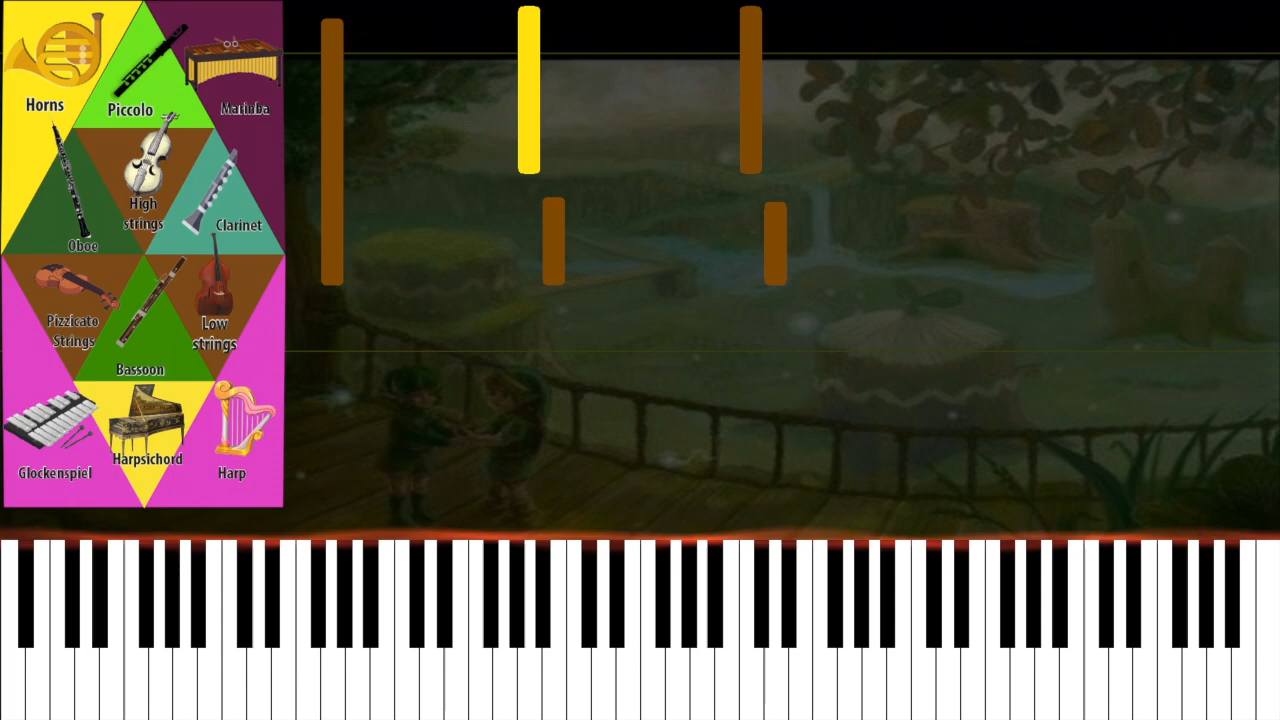 Horns
Piccolo
Marimba
High
strings
Oboe
Clarinet
Pizzicato
Strings
Low
strings
Bassoon
Glockenspiel
Harpsichord
Harp